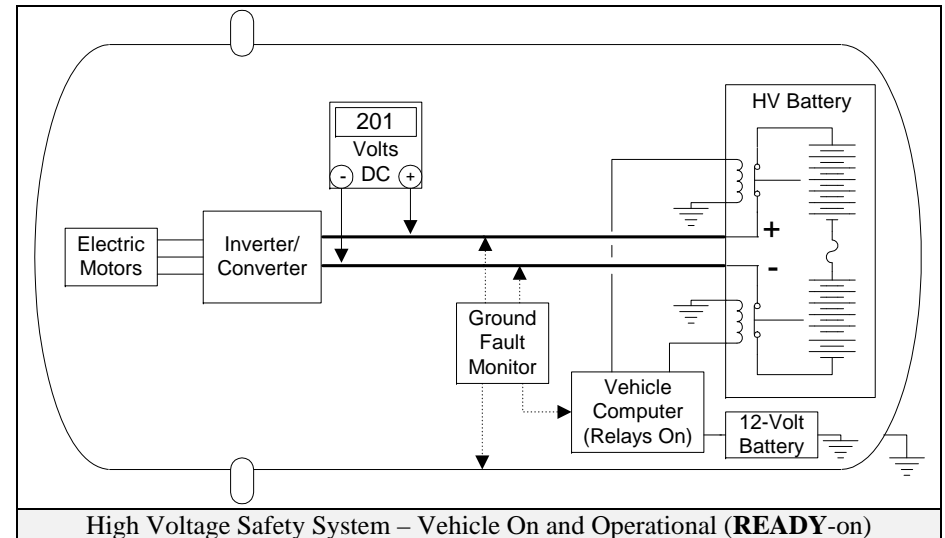 HV Battery
201
Volts
DC
-
+
Electric
Motors
Inverter/
Converter
+
-
Ground
Fault
Monitor
Vehicle
Computer
(Relays On)
12-Volt
Battery
High Voltage Safety System – Vehicle On and Operational (READY-on)